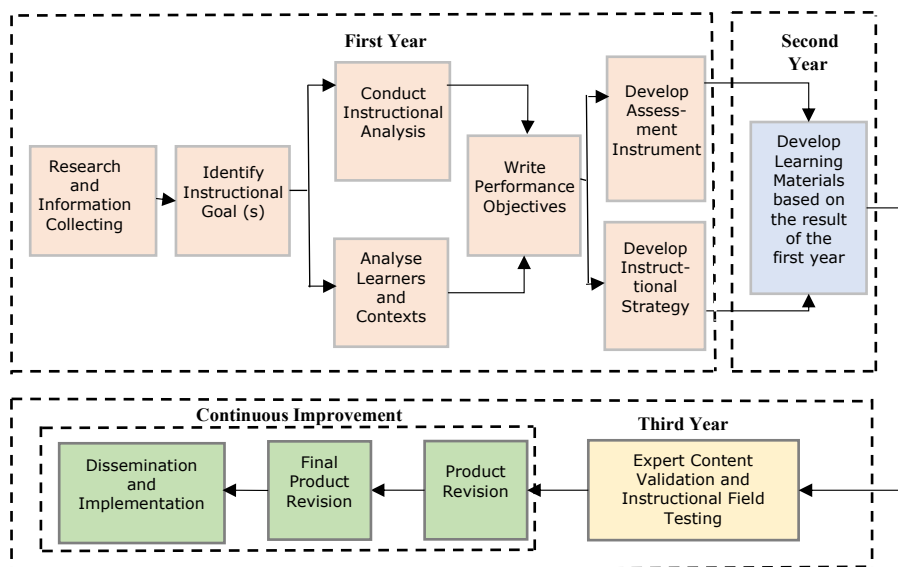 First Year
Research and
Information
Collecting
Identify
Instructional
Goal (s)
Conduct
Instructional
Analysis
Analyse
Learners
and
Contexts
Write
Performance
Objectives
Develop
Assess-
ment
Instrument
Develop
Instruc-
tional
Strategy
Second
Year
Develop
Learning
Materials
based on
the result
of the
first year
Continuous Improvement
Third Year
Dissemination
and
Implementation
Final
Product
Revision
Product
Revision
Expert Content
Validation and
Instructional Field
Testing